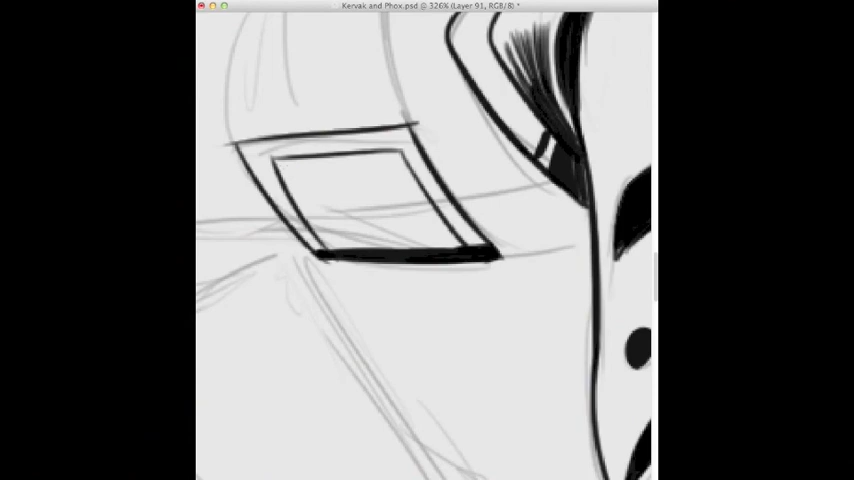 Kervak and Phox.psd @ 326% (Layer 91, RGB/8) *